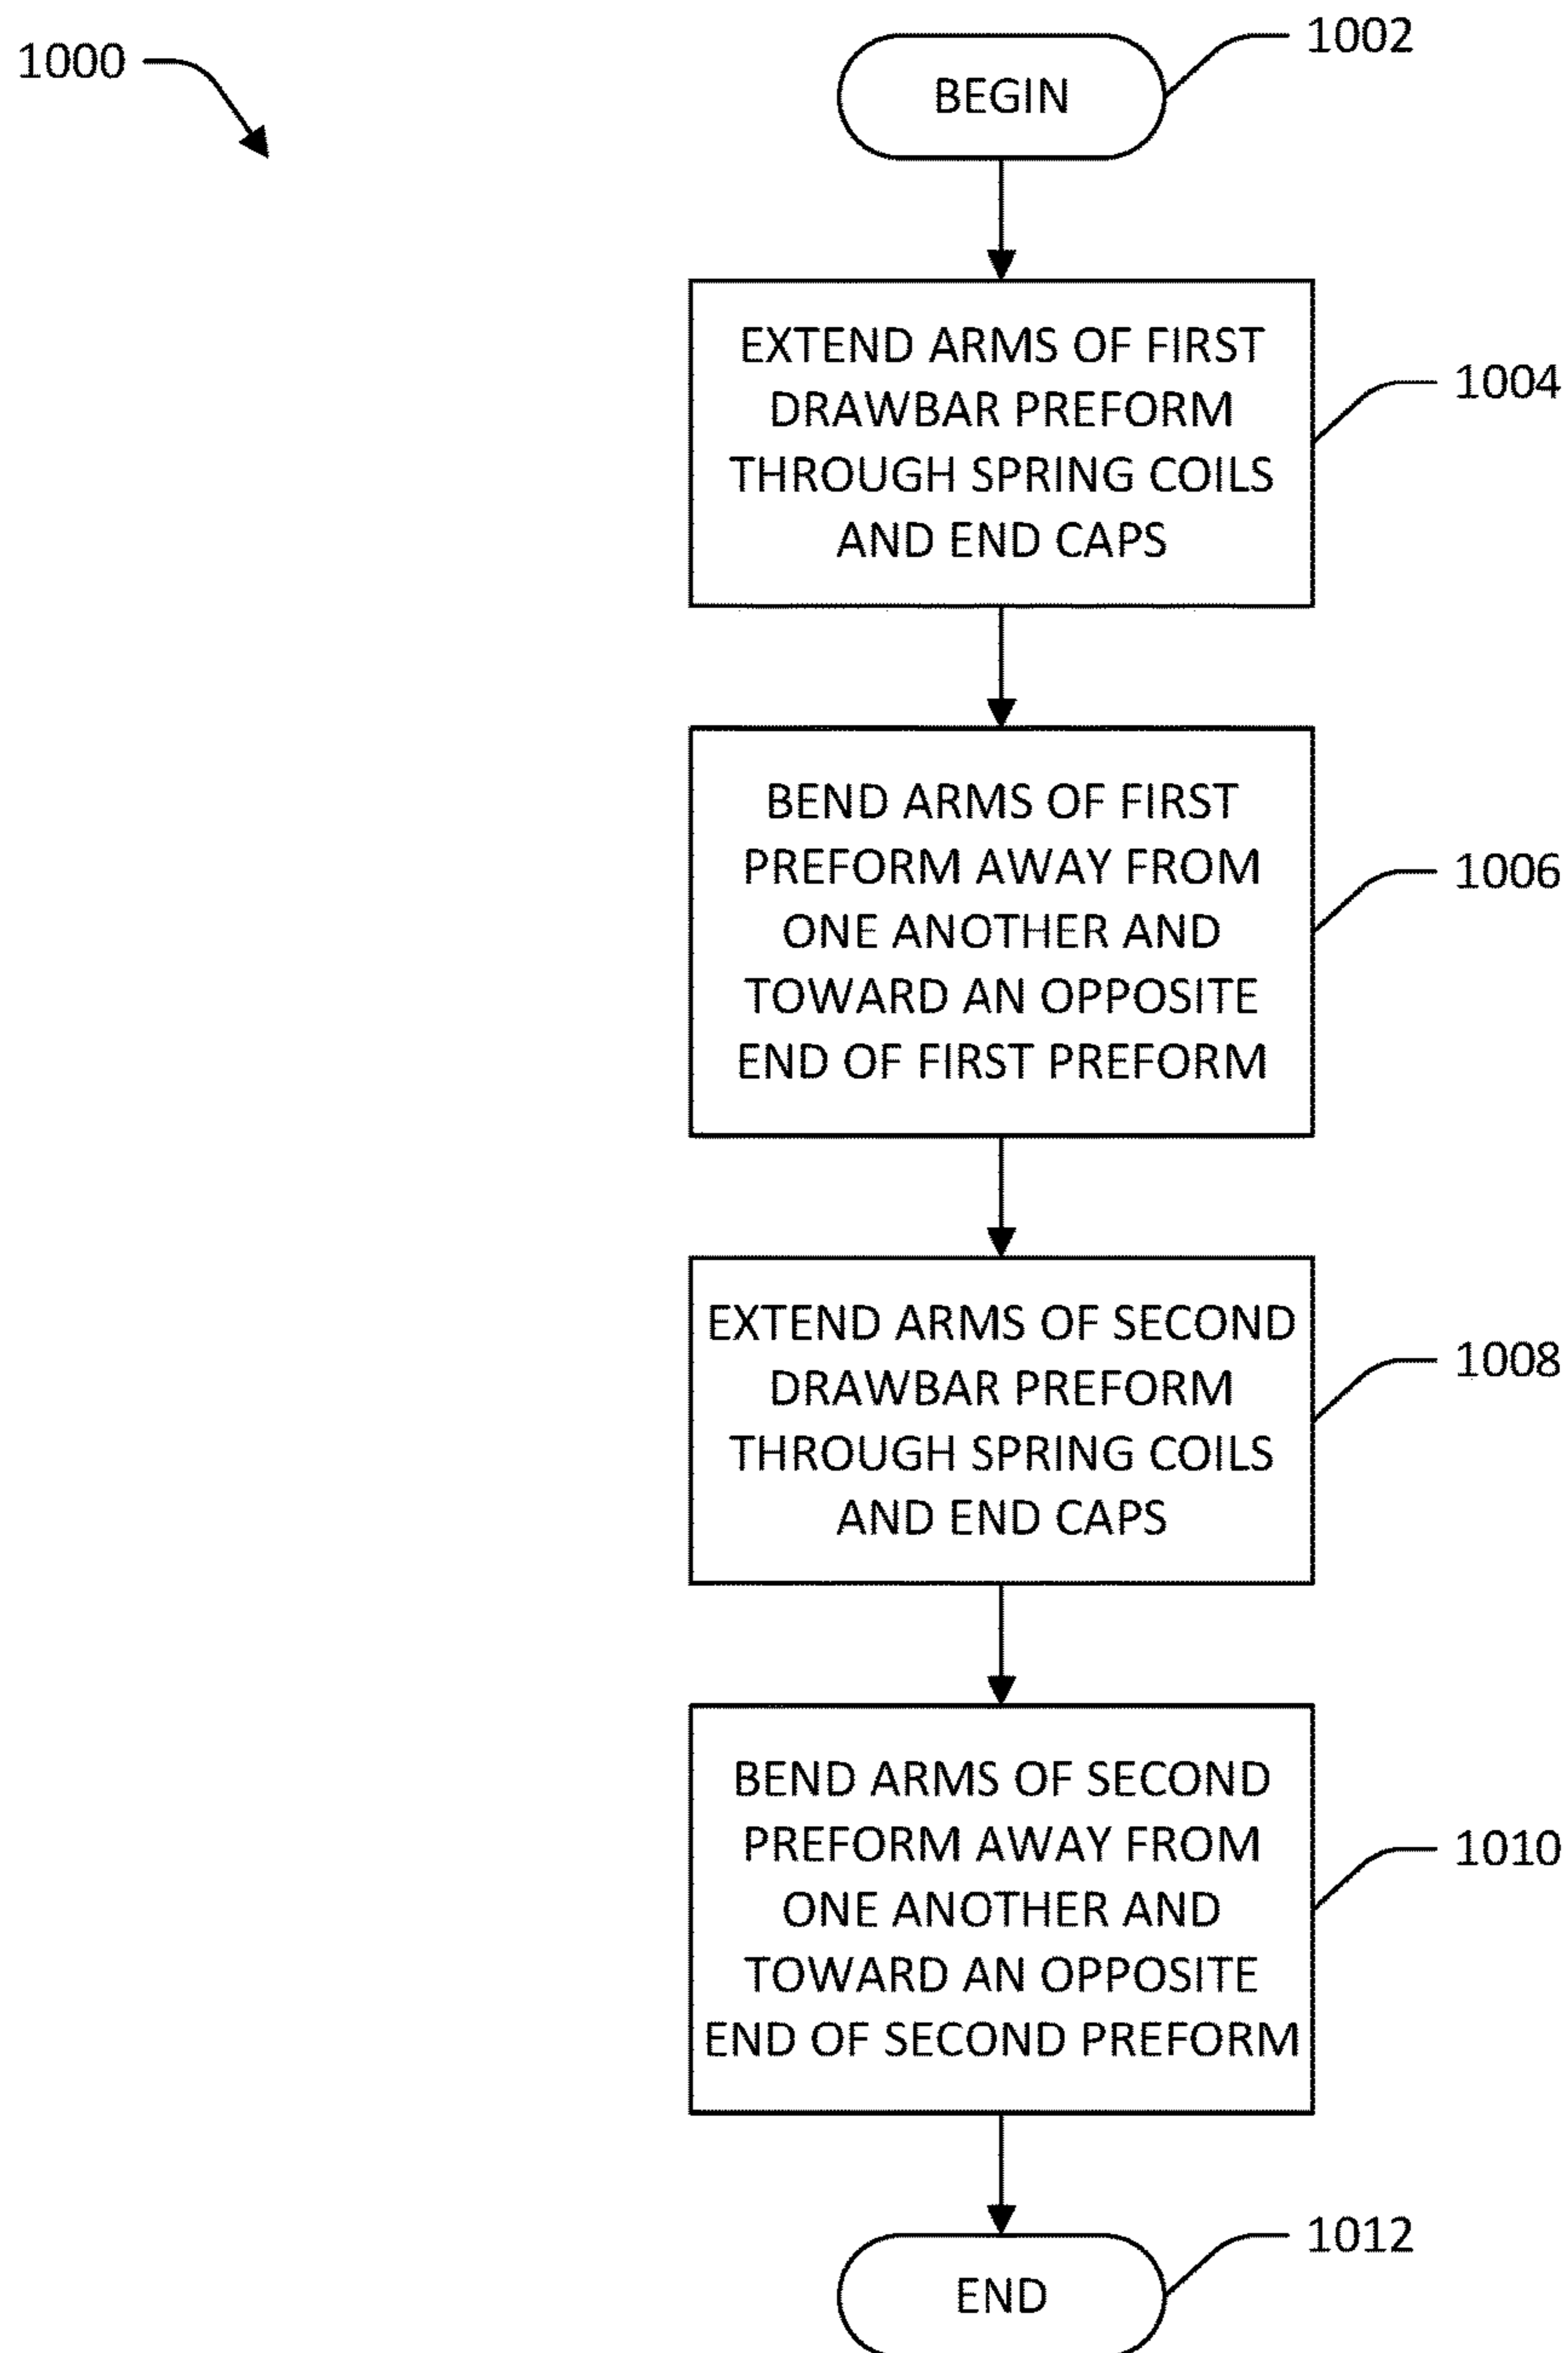 1000
1002
BEGIN
EXTEND ARMS OF FIRST
DRAWBAR PREFORM
THROUGH SPRING COILS
AND END CAPS
1004
BEND ARMS OF FIRST
PREFORM AWAY FROM
ONE ANOTHER AND
TOWARD AN OPPOSITE
END OF FIRST PREFORM
1006
EXTEND ARMS OF SECOND
DRAWBAR PREFORM
THROUGH SPRING COILS
AND END CAPS
1008
BEND ARMS OF SECOND
PREFORM AWAY FROM
ONE ANOTHER AND
TOWARD AN OPPOSITE
END OF SECOND PREFORM
1010
1012
END